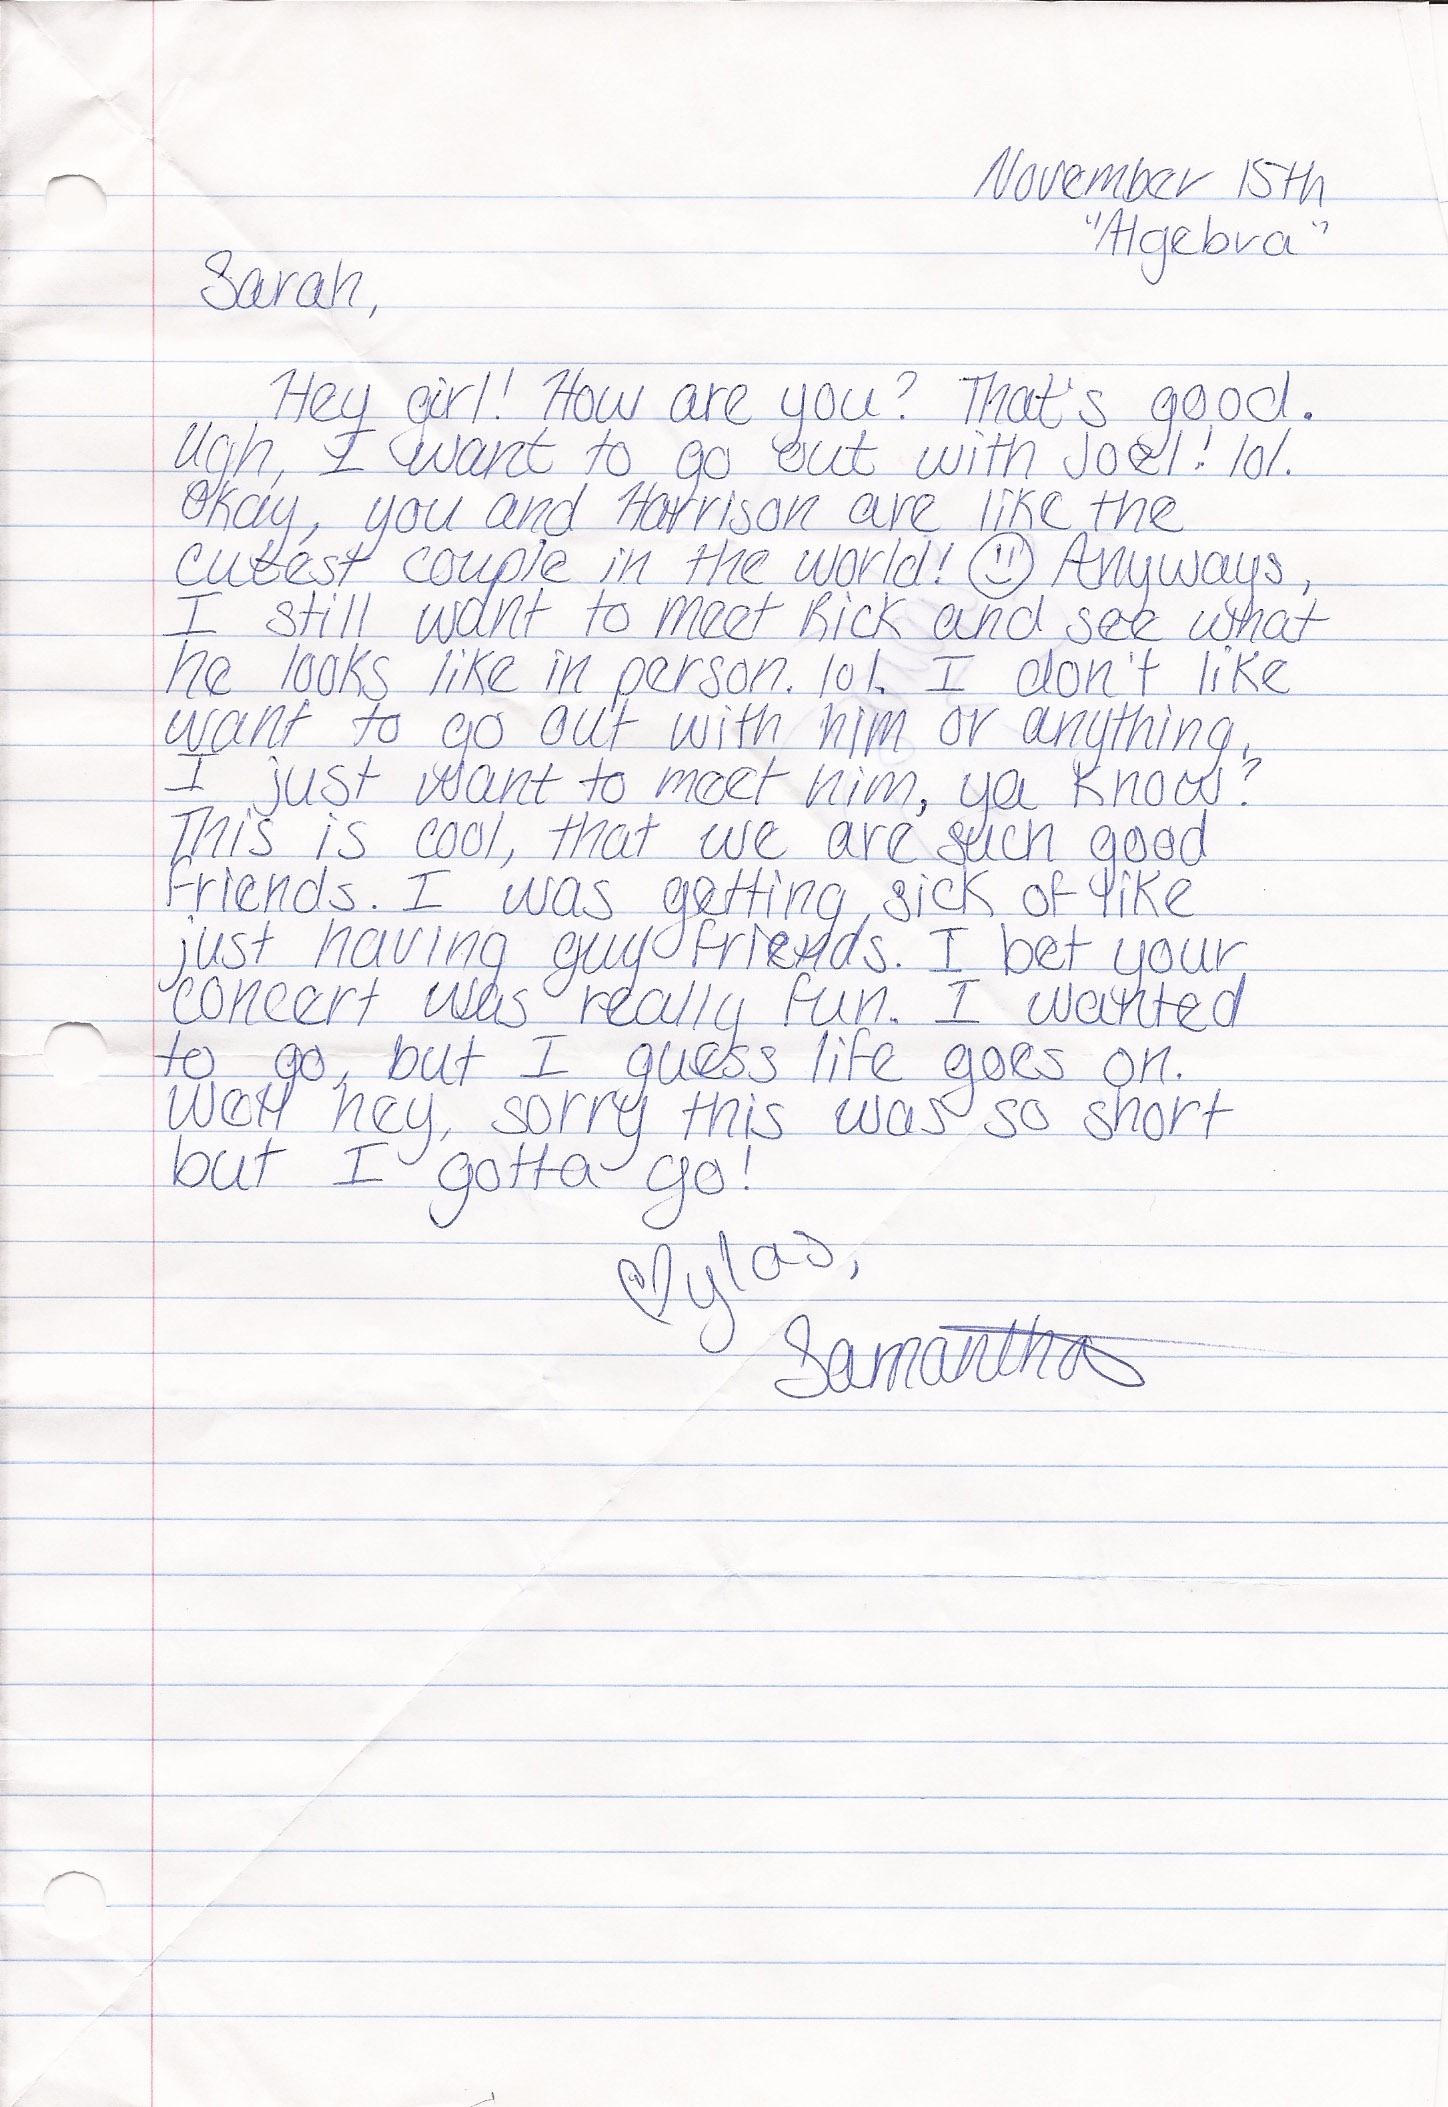 November 15th
"Algebra"
Sarah,
Hey girl! How are you? That's good.
Ugh, I want to go out with Joel! lol.
Okay, you and Harrison are like the
cutest couple in the world! Anyways,
I still want to meet Rick and see what
he looks like in person. lol. I don't like
want to go out with him or anything,
I just want to meet him, ya know?
This is cool, that we are such good
friends. I was getting sick of like
just having guy friends. I bet your
concert was really fun. I wanted
to go, but I guess life goes on.
Well hey, sorry this was so short
but I gotta go!
ylas,
Samantha